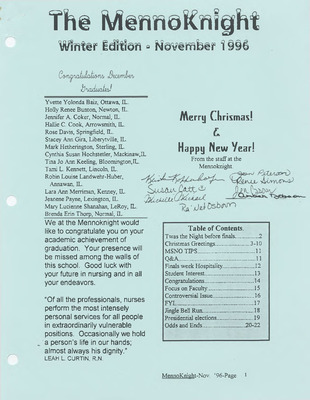 The MennoKnight
Winter Edition - November 1996
Congratulations December
Graduates!
Yvette Yolonda Baiz, Ottawa, IL.
Holly Renee Bunton, Newton, IL.
Jennifer A. Coker, Normal, IL.
Hallie C. Cook, Arrowsmith, IL.
Rose Davis, Springfield, IL.
Stacey Ann Gira, Liberyville, IL.
Mark Hetherington, Sterling, IL.
Cynthia Susan Hochstettler, Mackinaw,IL
Tina Jo Ann Keeling, Bloomington,IL
Tami L. Kennett, Lincoln, IL.
Robin Louise Landwehr-Huber,
Annawan, IL.
Lara Ann Merriman, Kenney, IL.
Jeanene Payne, Lexington, IL.
Mary Lucienne Shanahan, LeRoy, IL.
Brenda Erin Thorp, Normal, IL.
We at the Mennoknight would
like to congratulate you on your
academic achievement of
graduation. Your presence will
be missed among the walls of
this school. Good luck with
your future in nursing and in all
your endeavors.
"Of all the professions, nurses
perform the most intensely
personal services for all people
in extraordinarily vulnerable
positions. Occasionally we hold
a person's life in our hands;
almost always his dignity."
LEAH L. CURTIN, R.N.
Merry Chrismas!
&
Happy New Year!
From the staff at the
Mennoknight
Susan Catt
Renee Simons
Osborn
Table of Contents
Twas the Night before finals..........2
Christmas Greetings..........3-10
MSNO TIPS..........11
Q&A..........11
Finals week Hospitality..........12
Student Interest..........13
Congratulations..........14
Focus on Faculty..........15
Controversial Issue..........16
FYI..........17
Jingle Bell Run..........18
Presidential elections..........19
Odds and Ends..........20-22
MennoKnight-Nov. '96-Page 1